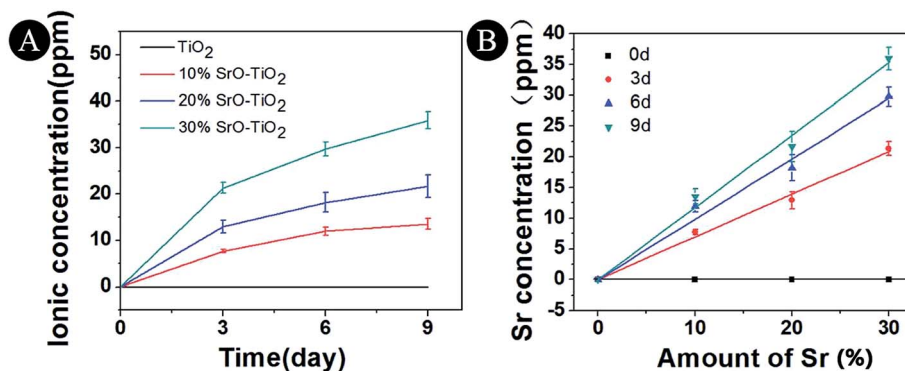 A
Ionic concentration(ppm)
50
40
30
20
10
0
TiO2
10% SrO-TiO2
20% SrO-TiO2
30% SrO-TiO2
0
3
6
9
Time(day)
B
Sr concentration (ppm)
40
35
30
25
20
15
10
5
0
-5
0d
3d
6d
9d
0
10
20
30
Amount of Sr (%)